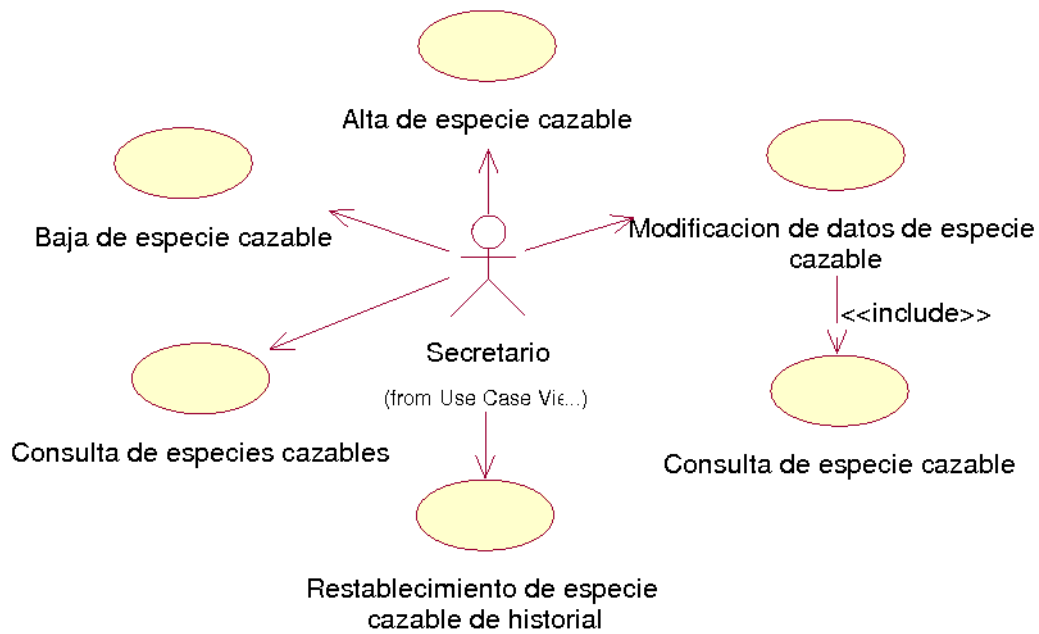 Alta de especie cazable
Baja de especie cazable
Modificacion de datos de especie
cazable
<<include>>
Secretario
(from Use Case Vie...)
Consulta de especies cazables
Consulta de especie cazable
Restablecimiento de especie
cazable de historial